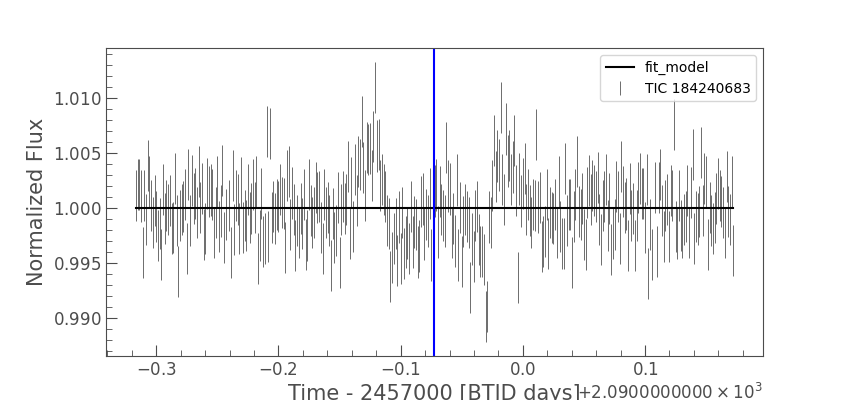 fit_model
TIC 184240683
Normalized Flux
1.010
1.005
1.000
0.995
0.990
−0.3
−0.2
−0.1
0.0
0.1
Time - 2457000 [BTJD days]
+2.0900000000 × 10³